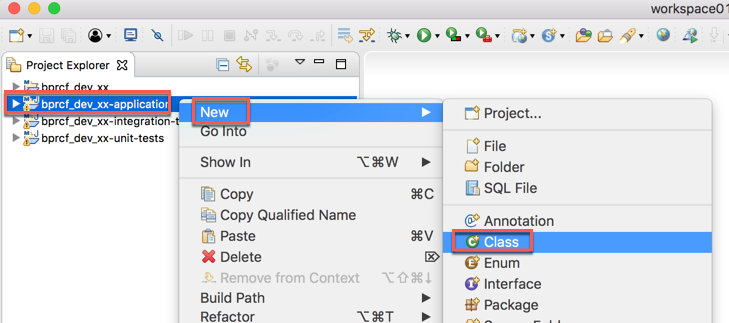 workspace01
Project Explorer
bprcf_dev_xx
bprcf_dev_xx-application
bprcf_dev_xx-integration-t
bprcf_dev_xx-unit-tests
New
Go Into
Show In ⌥⌘W
Copy ⌘C
Copy Qualified Name
Paste ⌘V
Delete ⌦
Remove from Context ⌥⇧⌘↓
Build Path
Refactor ⌥⌘T
Project...
File
Folder
SQL File
Annotation
Class
Enum
Interface
Package